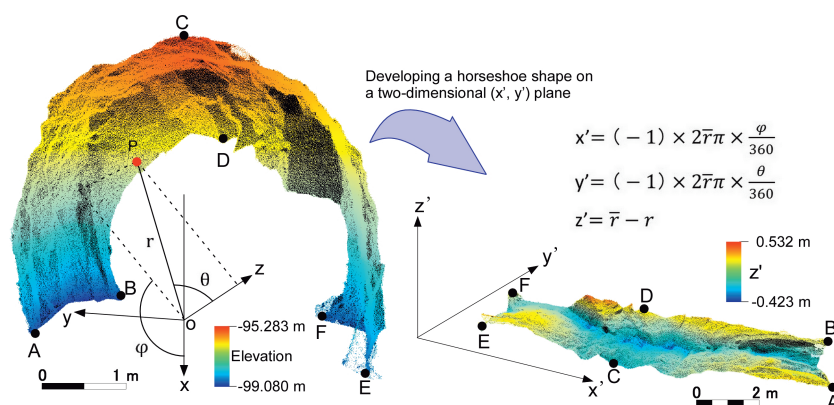 C
Developing a horseshoe shape on
a two-dimensional (x', y') plane
P
D
r
θ
z
B
y
O
F
A
φ
-95.283 m
Elevation
-99.080 m
E
0 1 m
x
x′= (−1) × 2r̅π × φ/360
y′= (−1) × 2r̅π × θ/360
z′= r̅ − r
z'
0.532 m
z'
-0.423 m
y'
F
D
B
E
C
x'
A
0 2 m